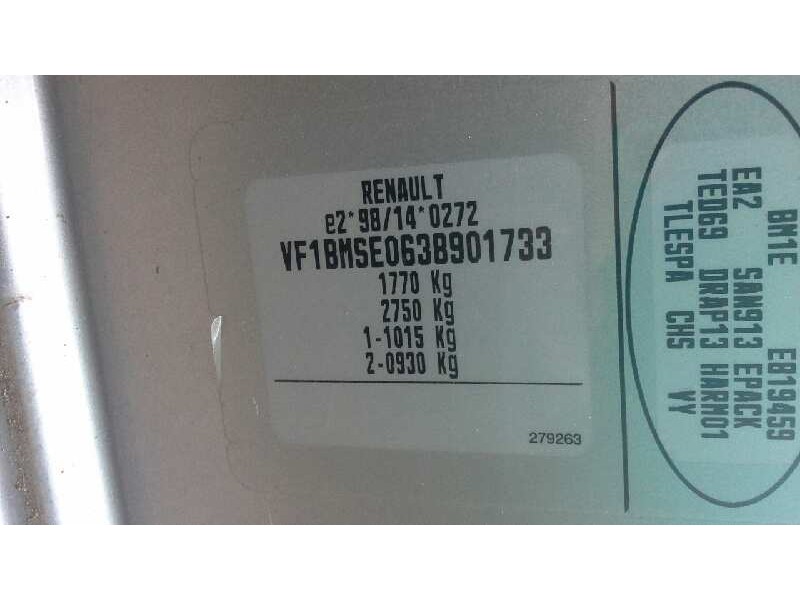 RENAULT
e2*98/14*0272
VF1BMSE0638901733
1770 Kg
2750 Kg
1-1015 Kg
2-0930 Kg
279263
BM1E EB19459
EA2 SAN913 EPACK
TED69 DRAP13 HARM01
TLESPA CHS VY